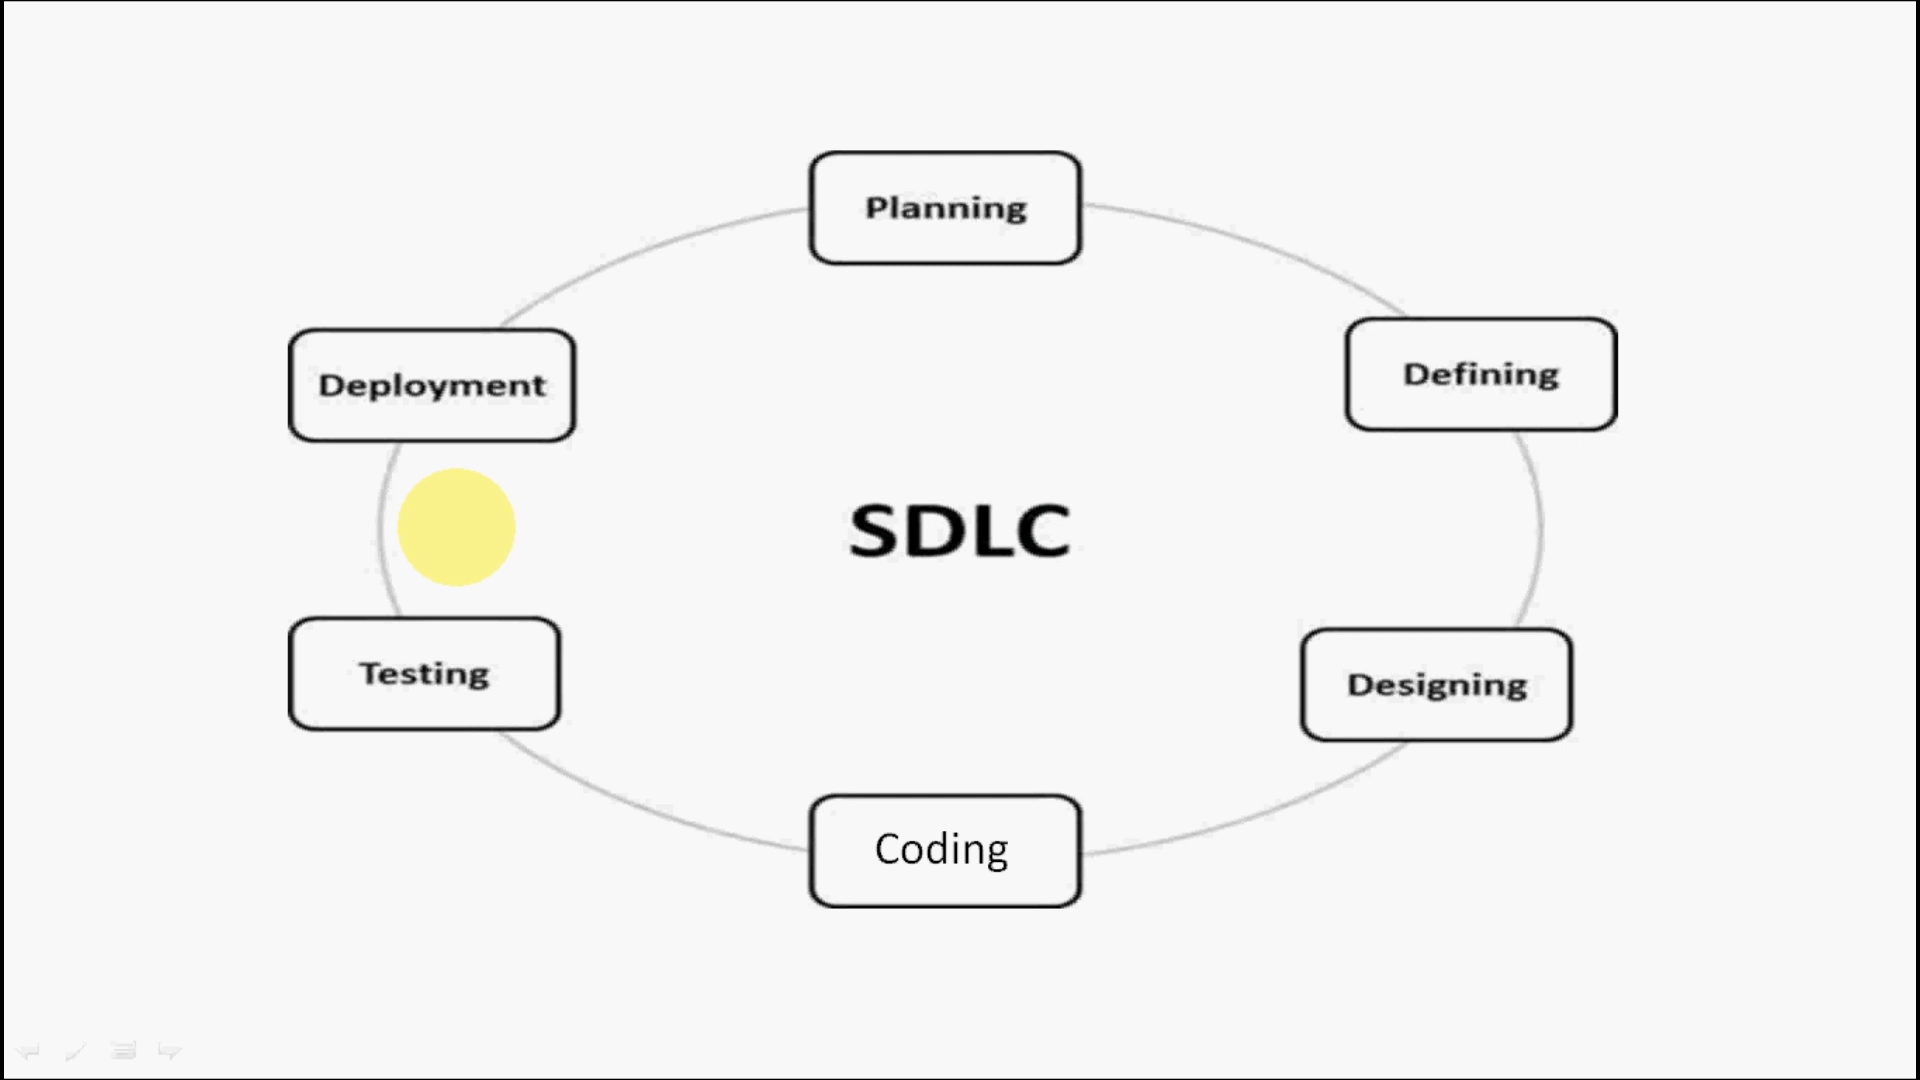 Planning
Deployment
Defining
SDLC
Testing
Designing
Coding